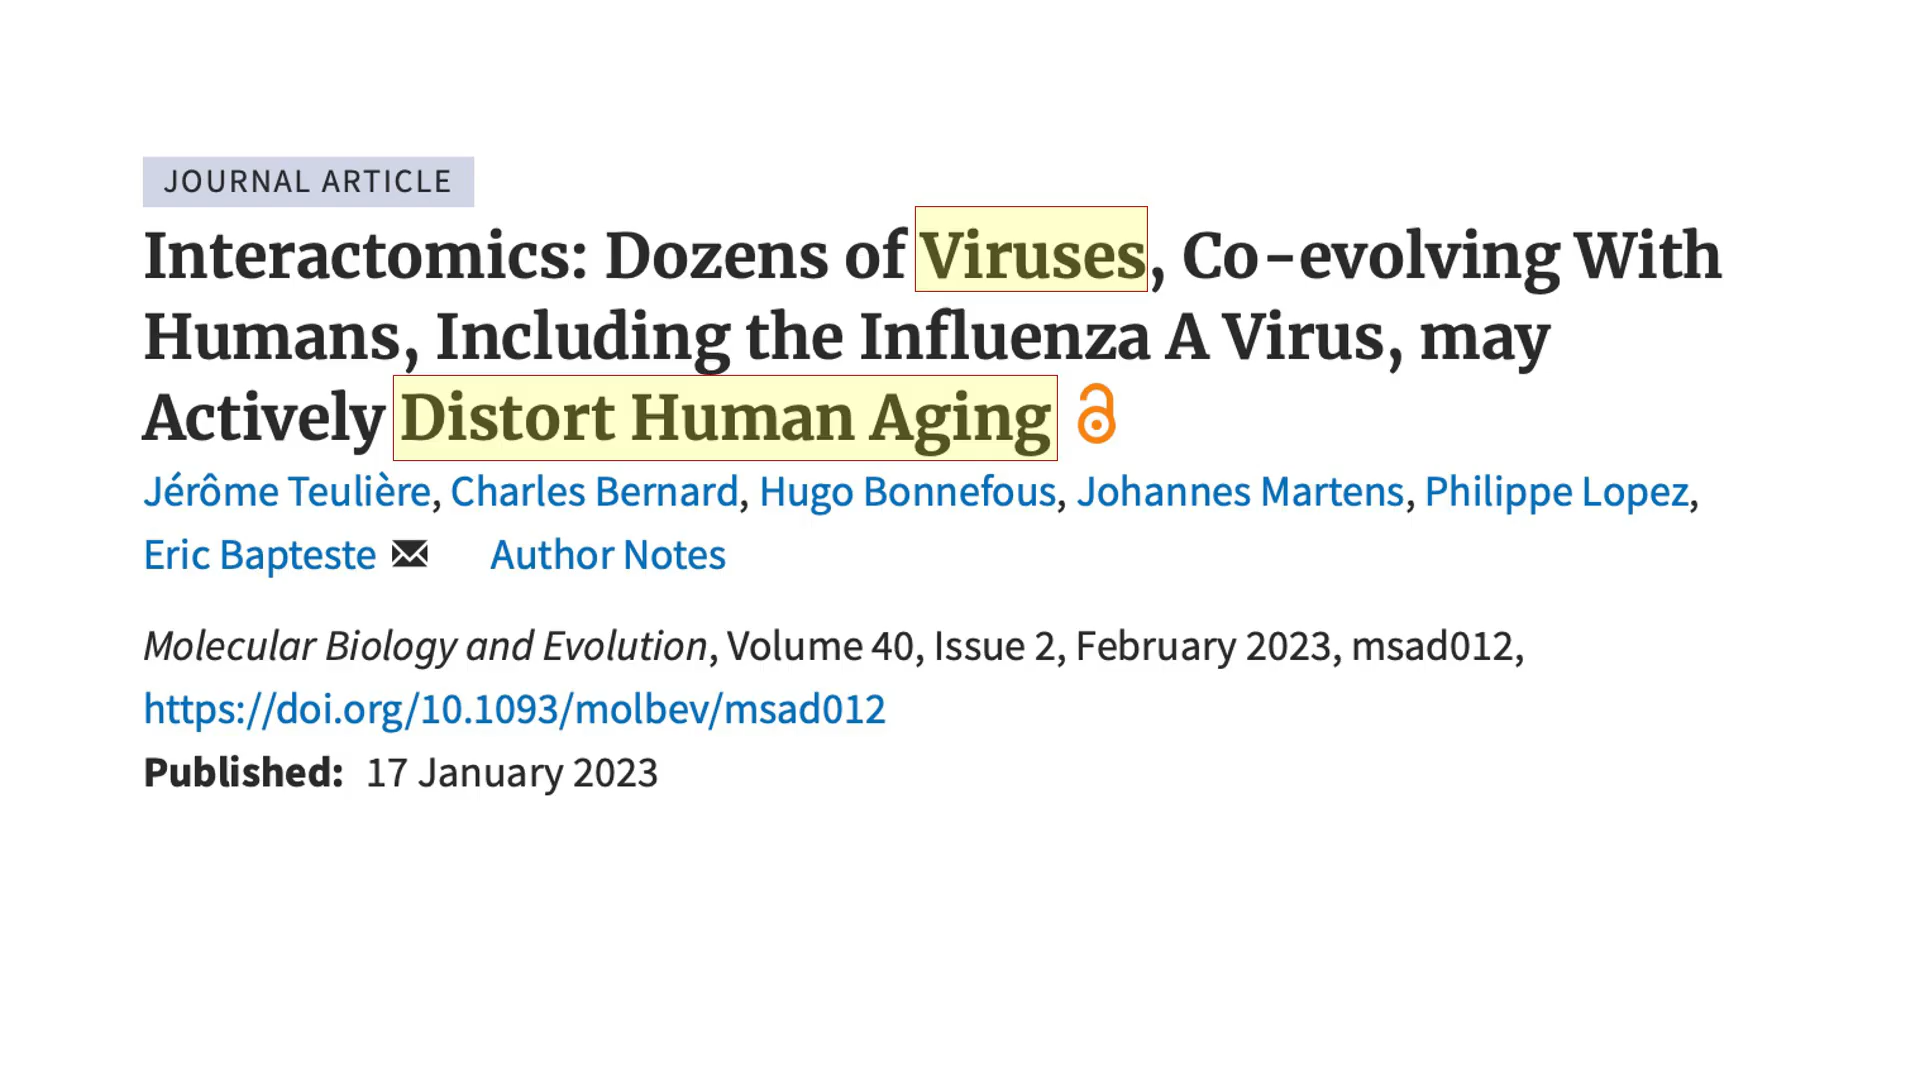 JOURNAL ARTICLE
Interactomics: Dozens of Viruses, Co-evolving With
Humans, Including the Influenza A Virus, may
Actively Distort Human Aging
Jérôme Teulière, Charles Bernard, Hugo Bonnefous, Johannes Martens, Philippe Lopez,
Eric Bapteste Author Notes
Molecular Biology and Evolution, Volume 40, Issue 2, February 2023, msad012,
https://doi.org/10.1093/molbev/msad012
Published: 17 January 2023